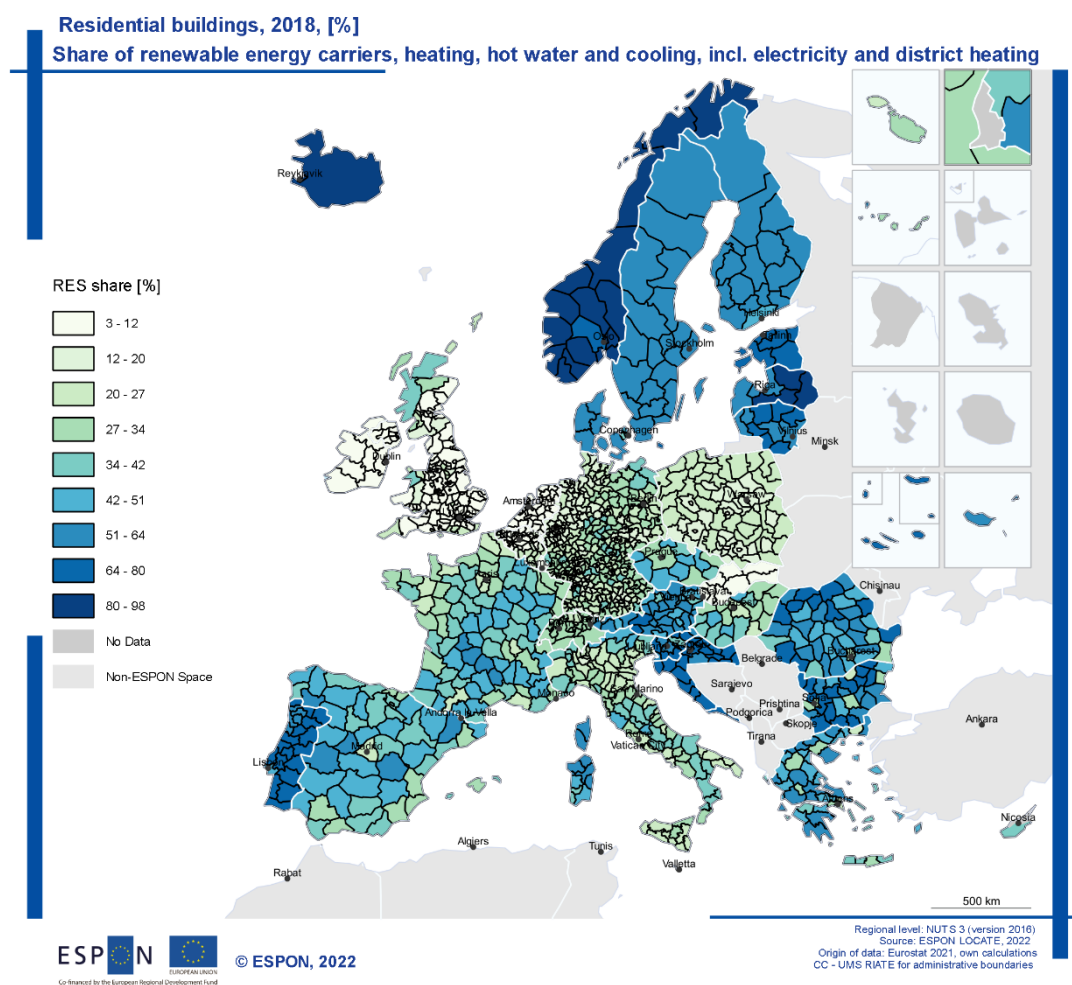 Residential buildings, 2018, [%]
Share of renewable energy carriers, heating, hot water and cooling, incl. electricity and district heating
Reykjavik
RES share [%]
3 - 12
12 - 20
20 - 27
27 - 34
34 - 42
42 - 51
51 - 64
64 - 80
80 - 98
No Data
Non-ESPON Space
Helsinki
Stockholm
Riga
Copenhagen
Vilnius
Minsk
Dublin
Amsterdam
Berlin
Warsaw
Prague
Paris
Chisinau
Bratislava
Budapest
Bucharest
Belgrade
San Marino
Sarajevo
Monaco
Prishtina
Sofia
Podgorica
Skopje
Andorra la Vella
Ankara
Rome
Tirana
Vatican City
Madrid
Lisbon
Athens
Nicosia
Algiers
Tunis
Valletta
Rabat
500 km
Regional level: NUTS 3 (version 2016)
Source: ESPON LOCATE, 2022
Origin of data: Eurostat 2021, own calculations
CC - UMS RIATE for administrative boundaries
ESPON
EUROPEAN UNION
© ESPON, 2022
Co-financed by the European Regional Development Fund